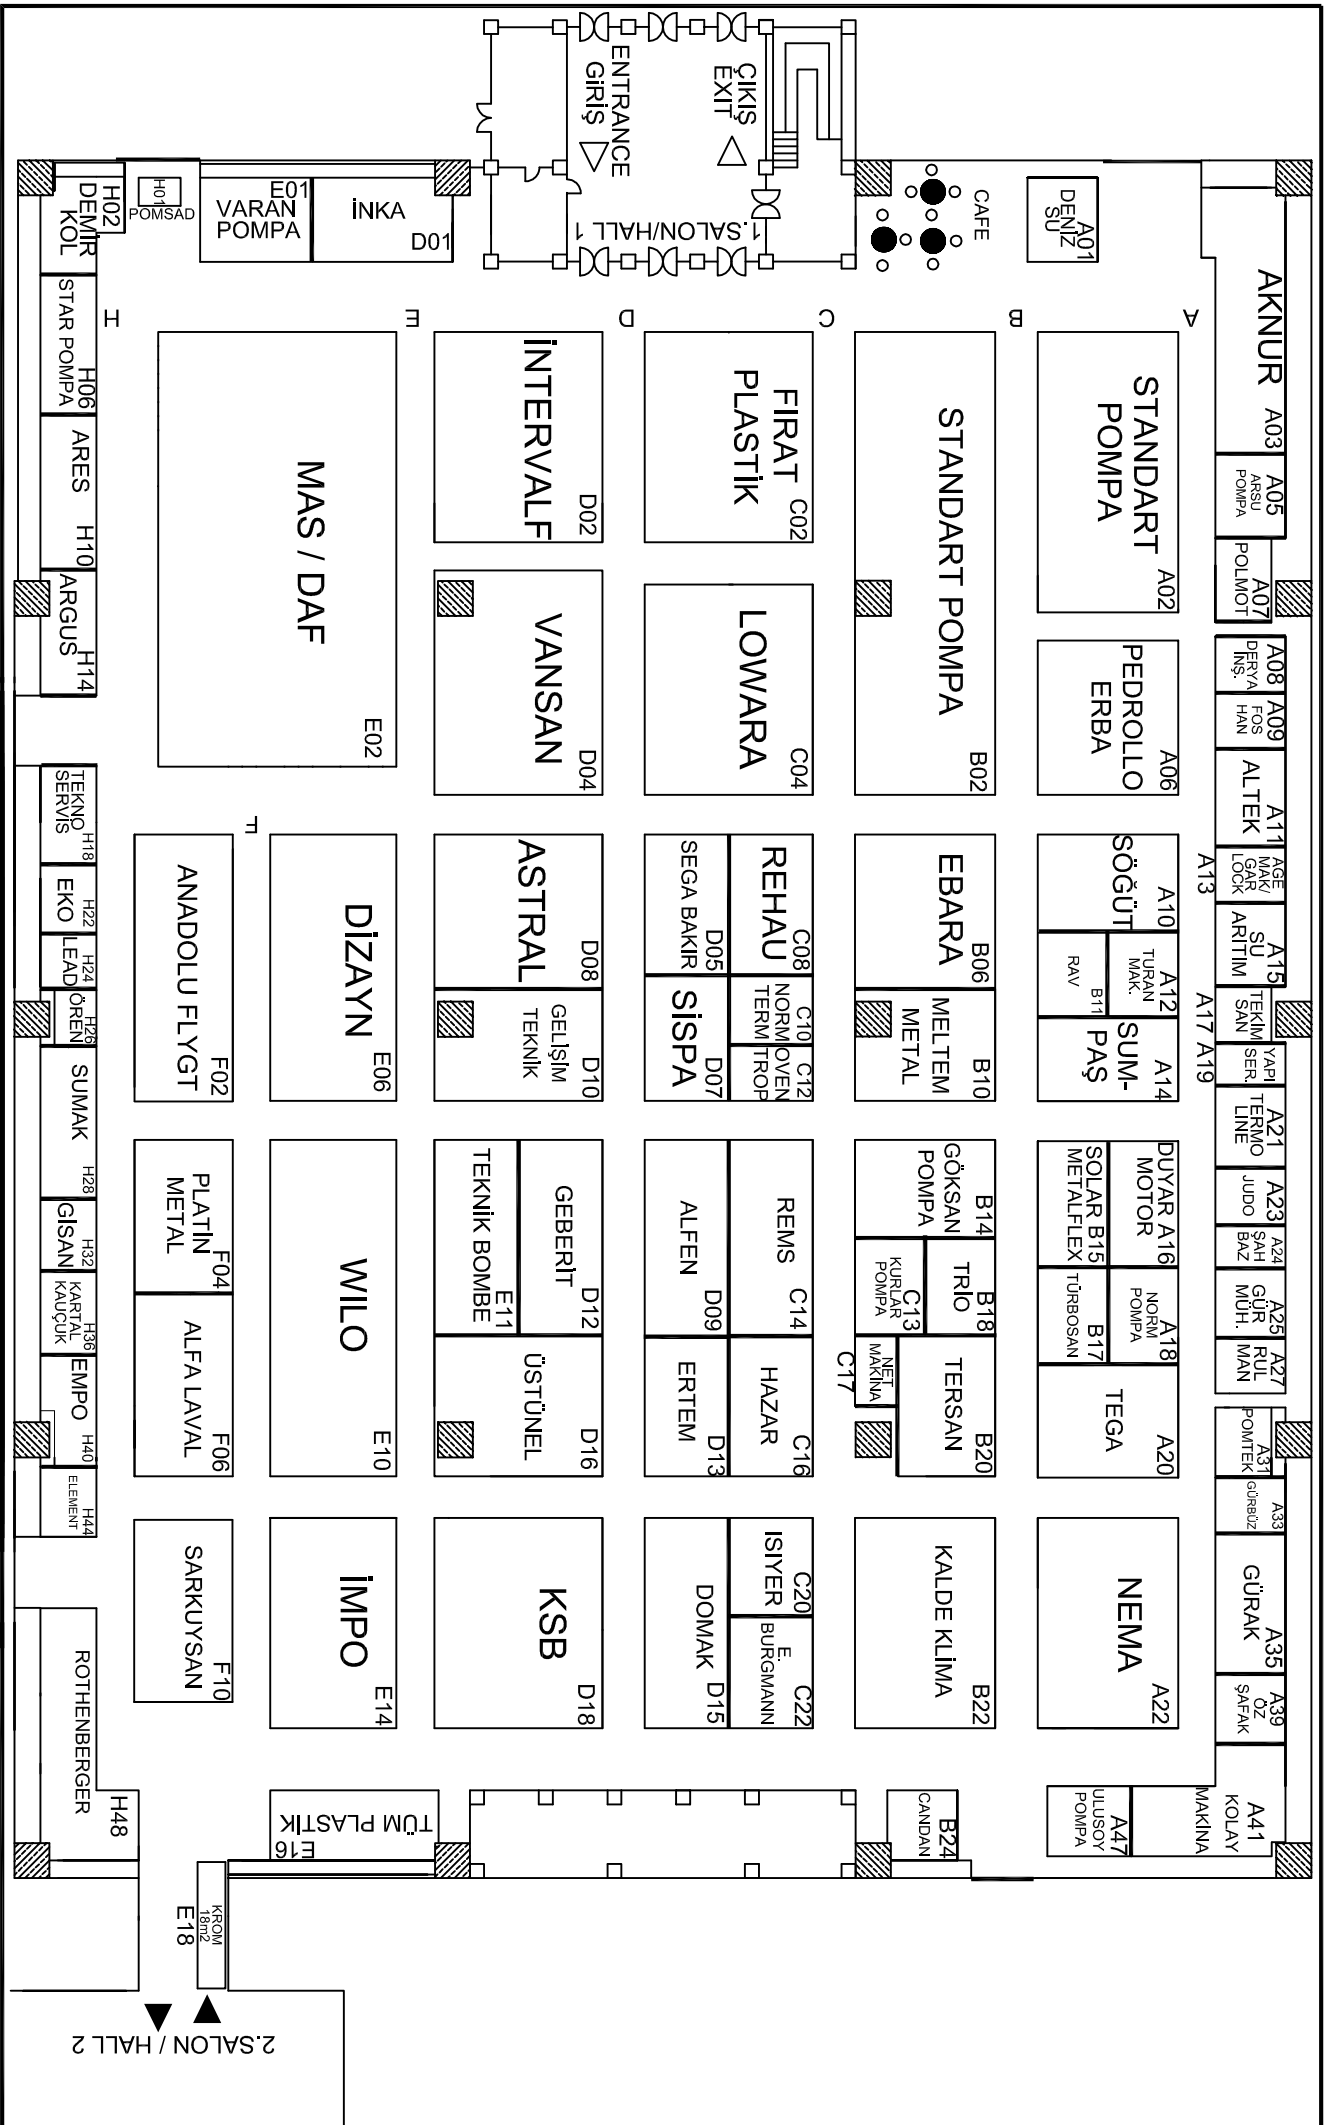 ENTRANCE
GİRİŞ
ÇIKIŞ
EXIT
1.SALON/HALL 1
CAFE
A01
DENİZ
SU
E01
VARAN
POMPA
İNKA
D01
H01
POMSAD
H02
DEMİR
KOL
H
E
D
C
B
A
F
AKNUR
A03
A05
ARSU
POMPA
A07
POLMOT
A08
DERYA
İNŞ.
A09
FOS
HAN
A11
ALTEK
AGE
MAK/
GAR
LOCK
A13
A15
SU
ARITIM
TEKİM
SAN
A17
A19
YAPI
SER.
A21
TERMO
LINE
A23
JUDO
A24
ŞAH
BAZ
A25
GÜR
MÜH.
A27
RUL
MAN
A31
POMTEK
A33
GÜRBÜZ
A35
GÜRAK
A39
ÖZ
ŞAFAK
A41
KOLAY
MAKİNA
A47
ULUSOY
POMPA
STANDART
POMPA
A02
PEDROLLO
ERBA
A06
SÖĞÜT
A10
A12
TURAN
MAK.
RAV
B11
SUM-
PAŞ
A14
DUYAR A16
MOTOR
SOLAR B15
METALFLEX
A18
NORM
POMPA
B17
TÜRBOSAN
TEGA
A20
NEMA
A22
STANDART POMPA
B02
EBARA
B06
MELTEM
METAL
B10
GÖKSAN
POMPA
B14
TRİO
B18
C13
KURLAR
POMPA
NET
MAKİNA
C17
TERSAN
B20
KALDE KLİMA
B22
B24
CANDAN
FIRAT
PLASTİK
C02
LOWARA
C04
REHAU
C08
SEGA BAKIR
D05
C10
NORM
TERM
C12
OVEN
TROP
SİSPA
D07
REMS
C14
ALFEN
D09
HAZAR
C16
ERTEM
D13
ISIYER
C20
E.
BURGMANN
C22
DOMAK
D15
İNTERVALF
D02
VANSAN
D04
ASTRAL
D08
GELİŞİM
TEKNİK
D10
GEBERİT
D12
TEKNİK BOMBE
E11
ÜSTÜNEL
D16
KSB
D18
MAS / DAF
E02
DİZAYN
E06
WILO
E10
İMPO
E14
TÜM PLASTİK
E16
KROM
18m2
E18
ANADOLU FLYGT
F02
PLATİN
METAL
F04
ALFA LAVAL
F06
SARKUYSAN
F10
STAR POMPA
H06
ARES
H10
ARGUS
H14
H18
TEKNO
SERVİS
H22
EKO
H24
LEAD
H26
ÖREN
SUMAK
H28
H32
GİSAN
H36
KARTAL
KAUÇUK
EMPO
H40
H44
ELEMENT
ROTHENBERGER
H48
2.SALON / HALL 2